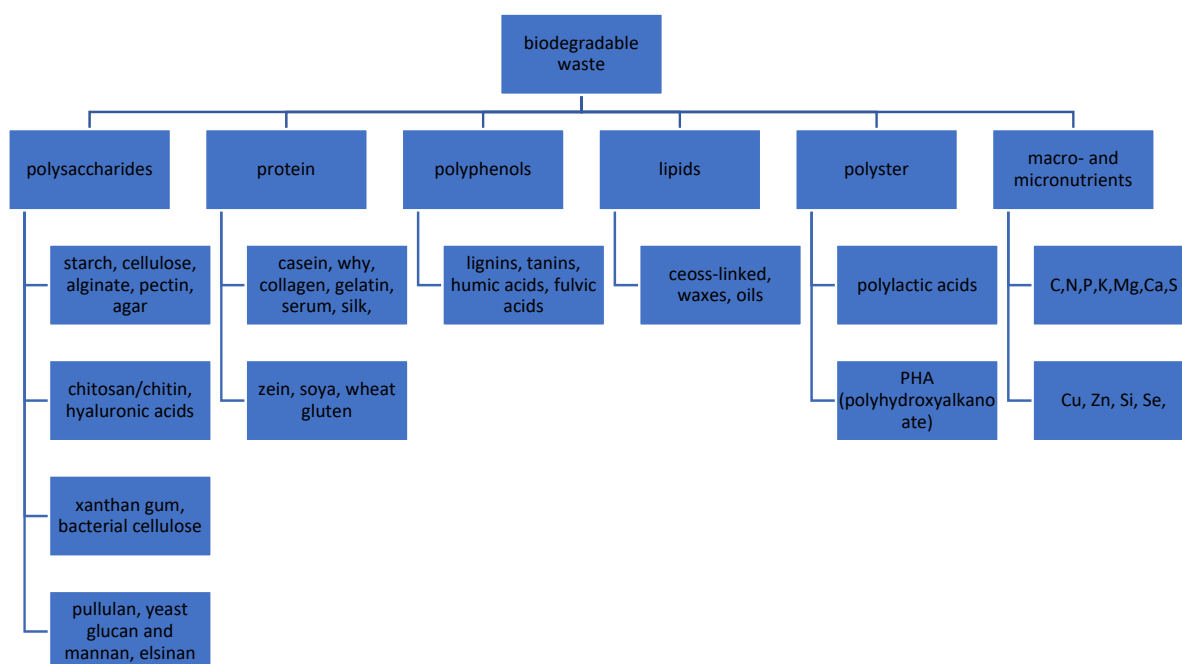 biodegradable
waste
polysaccharides
protein
polyphenols
lipids
polyster
macro- and
micronutrients
starch, cellulose,
alginate, pectin,
agar
casein, why,
collagen, gelatin,
serum, silk,
lignins, tanins,
humic acids, fulvic
acids
ceoss-linked,
waxes, oils
polylactic acids
C,N,P,K,Mg,Ca,S
chitosan/chitin,
hyaluronic acids
zein, soya, wheat
gluten
PHA
(polyhydroxyalkano
ate)
Cu, Zn, Si, Se,
xanthan gum,
bacterial cellulose
pullulan, yeast
glucan and
mannan, elsinan